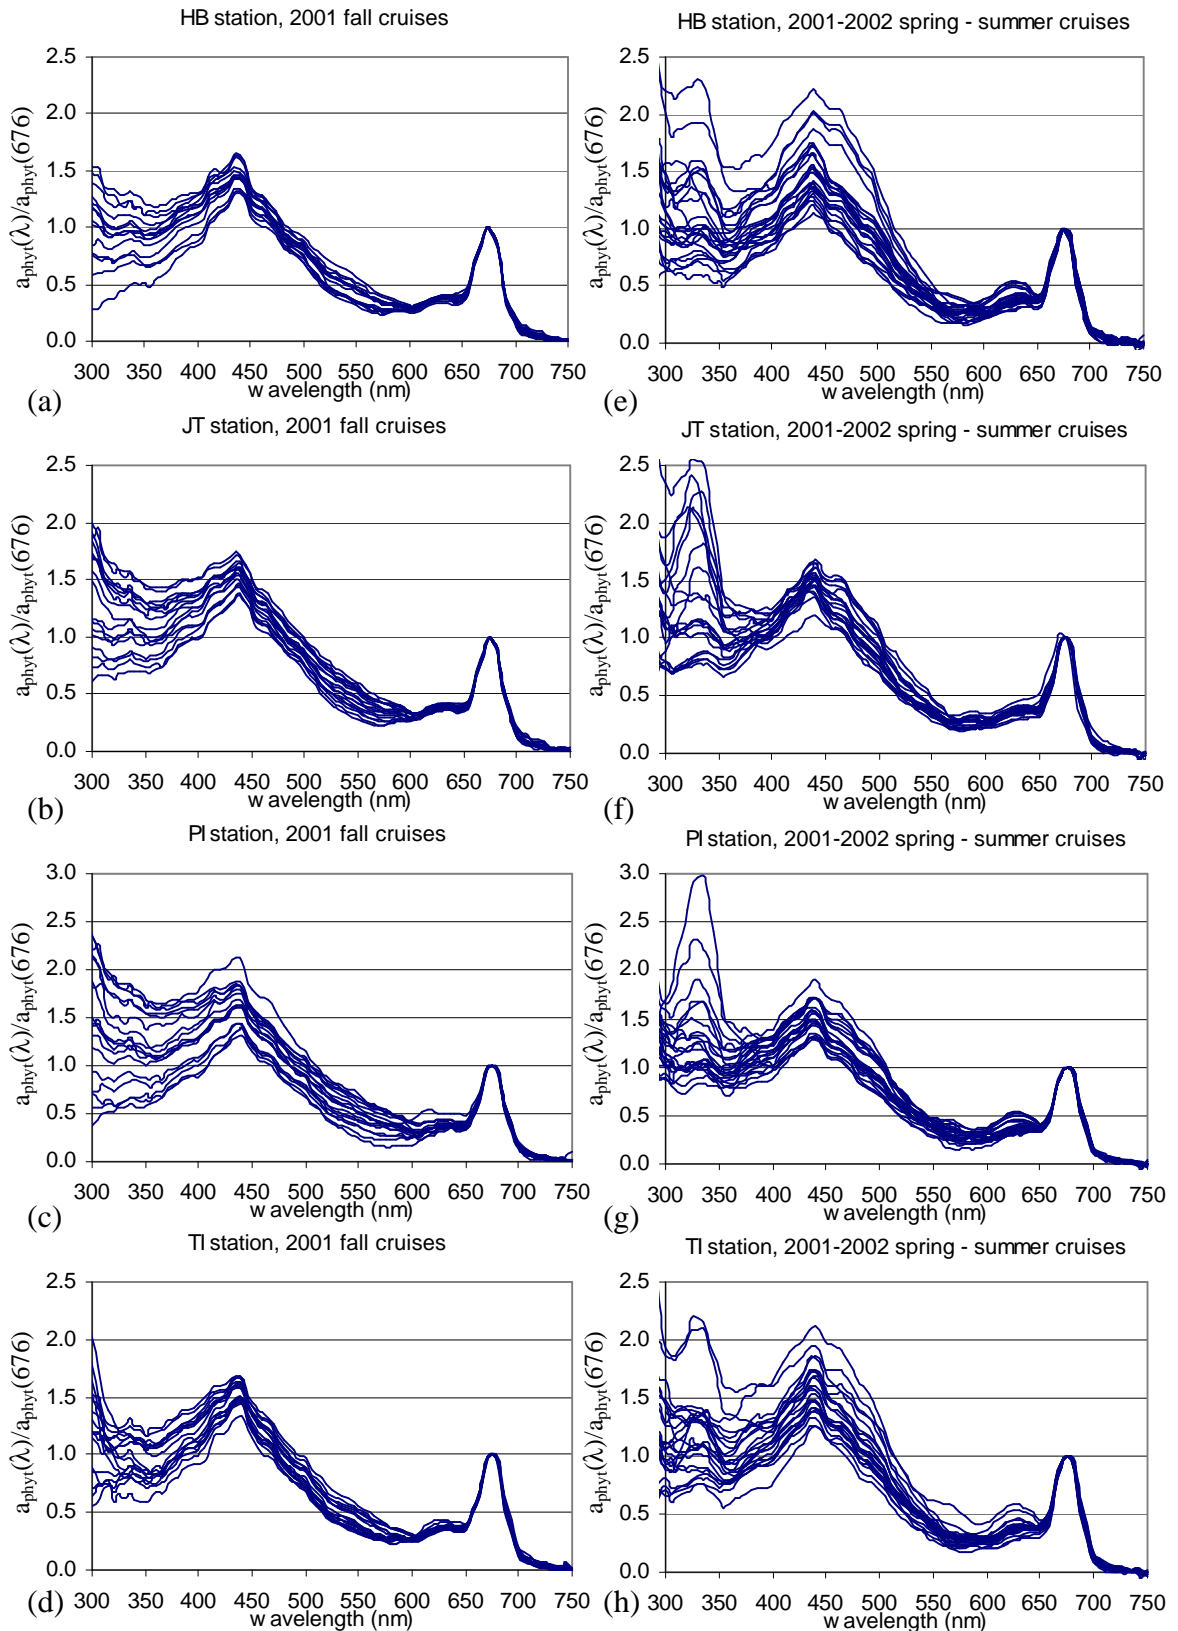 HB station, 2001 fall cruises
2.5
2.0
1.5
1.0
0.5
0.0
aphyt(λ)/aphyt(676)
300 350 400 450 500 550 600 650 700 750
w avelength (nm)
(a)
JT station, 2001 fall cruises
2.5
2.0
1.5
1.0
0.5
0.0
aphyt(λ)/aphyt(676)
300 350 400 450 500 550 600 650 700 750
w avelength (nm)
(b)
PI station, 2001 fall cruises
3.0
2.5
2.0
1.5
1.0
0.5
0.0
aphyt(λ)/aphyt(676)
300 350 400 450 500 550 600 650 700 750
w avelength (nm)
(c)
TI station, 2001 fall cruises
2.5
2.0
1.5
1.0
0.5
0.0
aphyt(λ)/aphyt(676)
300 350 400 450 500 550 600 650 700 750
w avelength (nm)
(d)
HB station, 2001-2002 spring - summer cruises
2.5
2.0
1.5
1.0
0.5
0.0
aphyt(λ)/aphyt(676)
300 350 400 450 500 550 600 650 700 750
w avelength (nm)
(e)
JT station, 2001-2002 spring - summer cruises
2.5
2.0
1.5
1.0
0.5
0.0
aphyt(λ)/aphyt(676)
300 350 400 450 500 550 600 650 700 750
w avelength (nm)
(f)
PI station, 2001-2002 spring - summer cruises
3.0
2.5
2.0
1.5
1.0
0.5
0.0
aphyt(λ)/aphyt(676)
300 350 400 450 500 550 600 650 700 750
w avelength (nm)
(g)
TI station, 2001-2002 spring - summer cruises
2.5
2.0
1.5
1.0
0.5
0.0
aphyt(λ)/aphyt(676)
300 350 400 450 500 550 600 650 700 750
w avelength (nm)
(h)